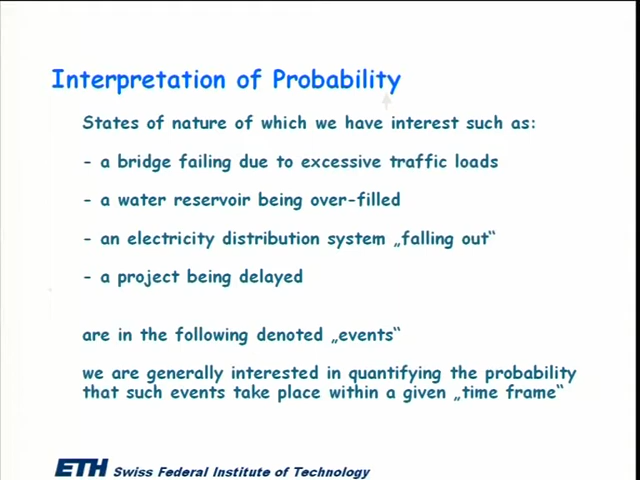 Interpretation of Probability
States of nature of which we have interest such as:
- a bridge failing due to excessive traffic loads
- a water reservoir being over-filled
- an electricity distribution system „falling out“
- a project being delayed
are in the following denoted „events“
we are generally interested in quantifying the probability
that such events take place within a given „time frame“
ETH Swiss Federal Institute of Technology